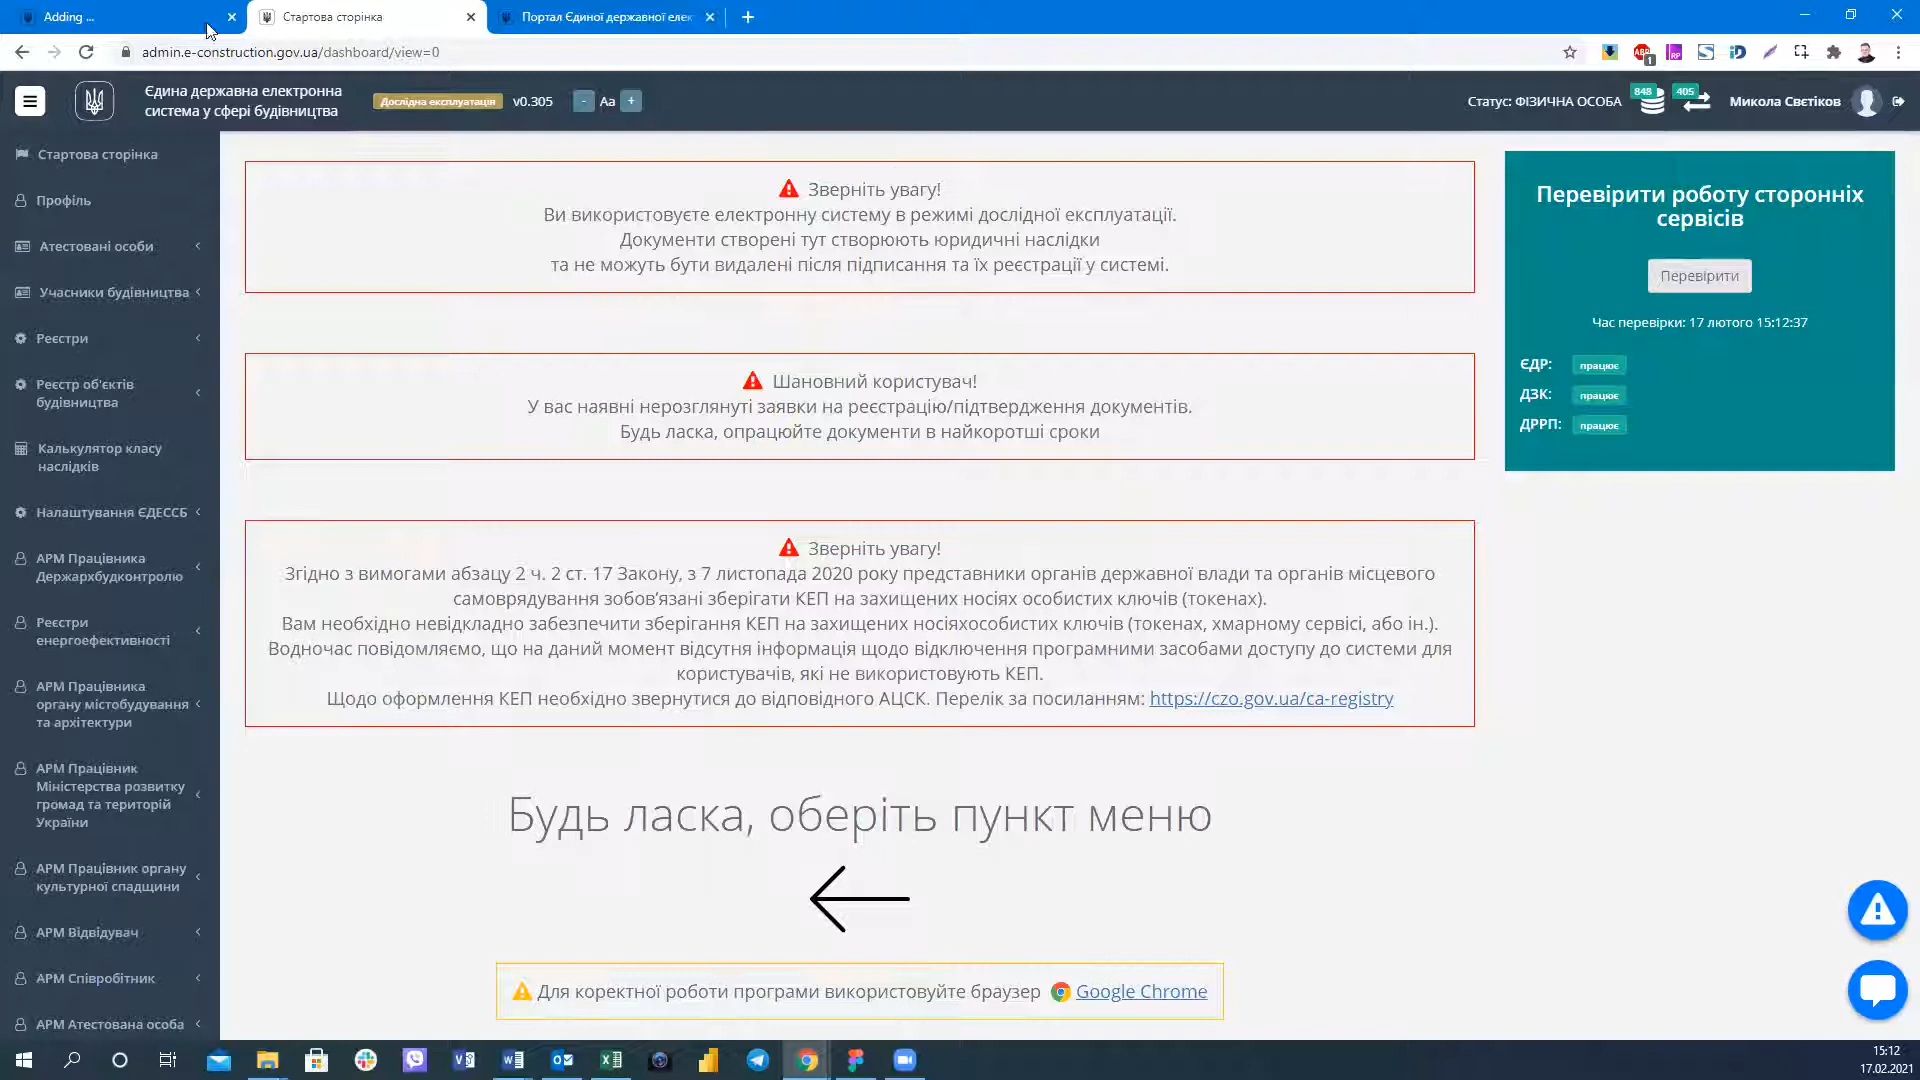 Adding ...
Стартова сторінка
Портал Єдиної державної елек
admin.e-construction.gov.ua/dashboard/view=0
Єдина державна електронна
система у сфері будівництва
Дослідна експлуатація
v0.305
- Aa +
Статус: ФІЗИЧНА ОСОБА
848
405
Микола Свєтіков
Стартова сторінка
Профіль
Атестовані особи
Учасники будівництва
Реєстри
Реєстр об'єктів
будівництва
Калькулятор класу
наслідків
Налаштування ЄДЕССБ
АРМ Працівника
Держархбудконтролю
Реєстри
енергоефективності
АРМ Працівника
органу містобудування
та архітектури
АРМ Працівник
Міністерства розвитку
громад та територій
України
АРМ Працівник органу
культурної спадщини
АРМ Відвідувач
АРМ Співробітник
АРМ Атестована особа
Зверніть увагу!
Ви використовуєте електронну систему в режимі дослідної експлуатації.
Документи створені тут створюють юридичні наслідки
та не можуть бути видалені після підписання та їх реєстрації у системі.
Шановний користувач!
У вас наявні нерозглянуті заявки на реєстрацію/підтвердження документів.
Будь ласка, опрацюйте документи в найкоротші сроки
Зверніть увагу!
Згідно з вимогами абзацу 2 ч. 2 ст. 17 Закону, з 7 листопада 2020 року представники органів державної влади та органів місцевого
самоврядування зобов'язані зберігати КЕП на захищених носіях особистих ключів (токенах).
Вам необхідно невідкладно забезпечити зберігання КЕП на захищених носіяхособистих ключів (токенах, хмарному сервісі, або ін.).
Водночас повідомляємо, що на даний момент відсутня інформація щодо відключення програмними засобами доступу до системи для
користувачів, які не використовують КЕП.
Щодо оформлення КЕП необхідно звернутися до відповідного АЦСК. Перелік за посиланням: https://czo.gov.ua/ca-registry
Будь ласка, оберіть пункт меню
Для коректної роботи програми використовуйте браузер Google Chrome
Перевірити роботу сторонніх
сервісів
Перевірити
Час перевірки: 17 лютого 15:12:37
ЄДР: працює
ДЗК: працює
ДРРП: працює
15:12
17.02.2021